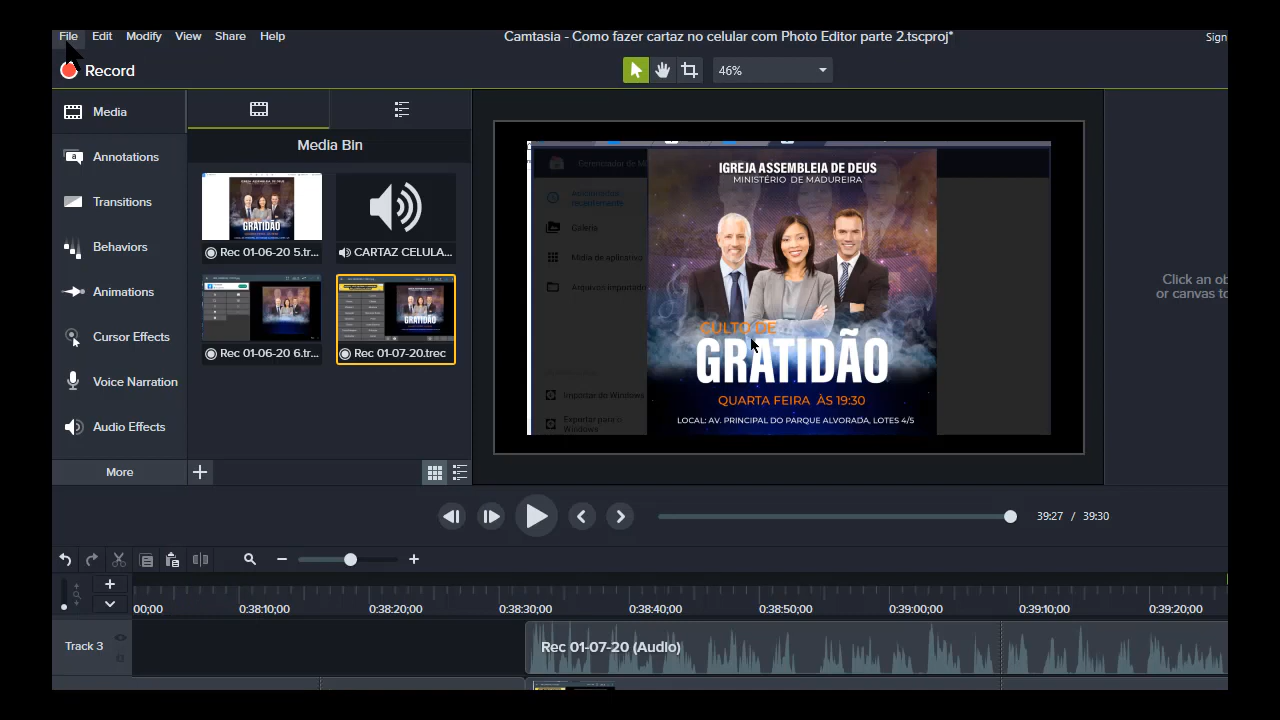 File Edit Modify View Share Help
Camtasia - Como fazer cartaz no celular com Photo Editor parte 2.tscproj*
Sign
Record
46%
Media
Annotations
Transitions
Behaviors
Animations
Cursor Effects
Voice Narration
Audio Effects
More
Media Bin
Rec 01-06-20 5.tr...
CARTAZ CELULA...
Rec 01-06-20 6.tr...
Rec 01-07-20.trec
IGREJA ASSEMBLEIA DE DEUS
MINISTÉRIO DE MADUREIRA
CULTO DE
GRATIDÃO
QUARTA FEIRA ÀS 19:30
LOCAL: AV. PRINCIPAL DO PARQUE ALVORADA, LOTES 4/5
Galeria
Mídia de aplicativa
Importar do Windows
Exportar para o
Windows
Click an ob
or canvas to
39:27 / 39:30
00;00 0:38:10;00 0:38:20;00 0:38:30;00 0:38:40;00 0:38:50;00 0:39:00;00 0:39:10;00 0:39:20;00
Track 3
Rec 01-07-20 (Audio)